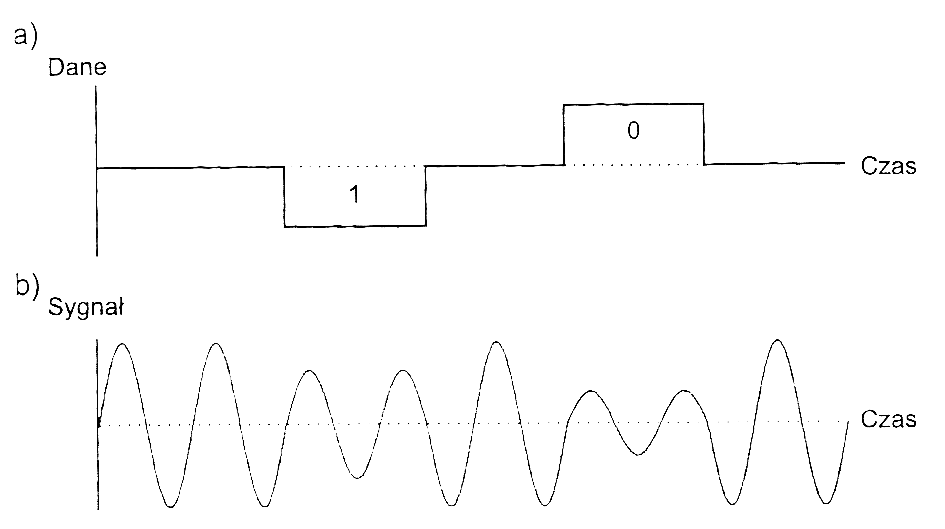 a)
Dane
0
Czas
1
b)
Sygnał
Czas